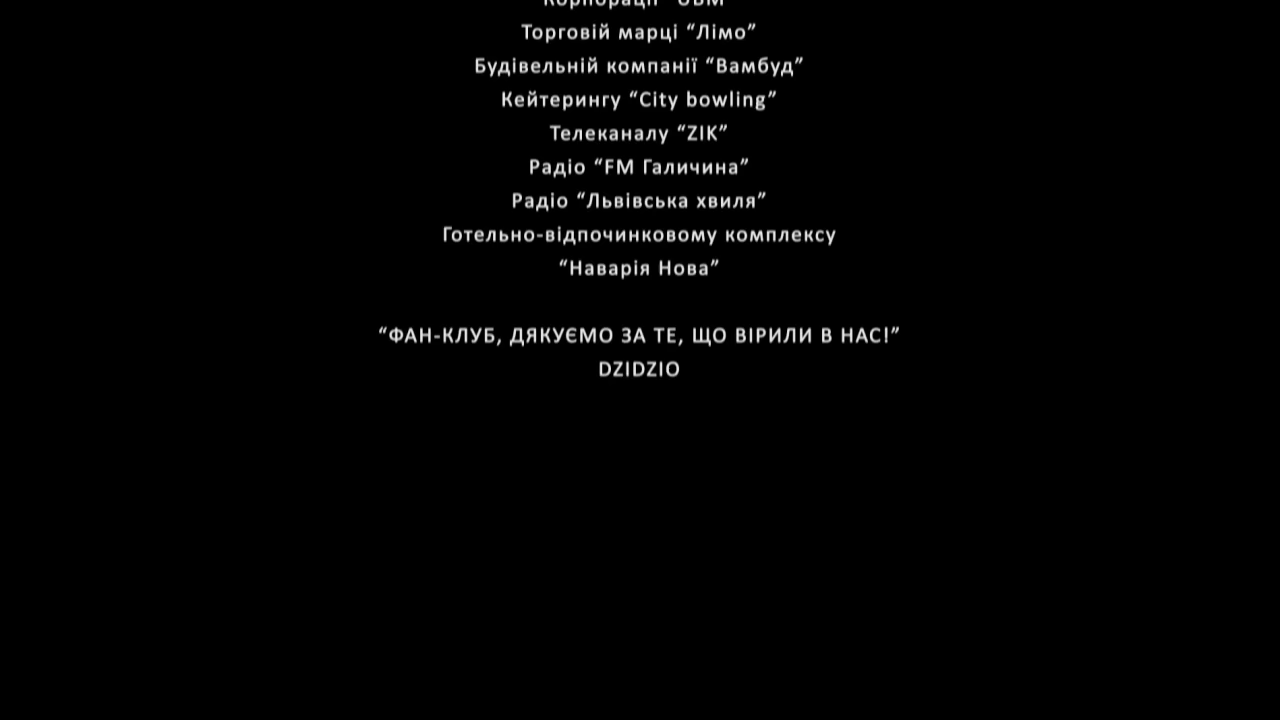 Торговій марці “Лімо”
Будівельній компанії “Вамбуд”
Кейтерингу “City bowling”
Телеканалу “ZIK”
Радіо “FM Галичина”
Радіо “Львівська хвиля”
Готельно-відпочинковому комплексу
“Наварія Нова”
“ФАН-КЛУБ, ДЯКУЄМО ЗА ТЕ, ЩО ВІРИЛИ В НАС!”
DZIDZIO